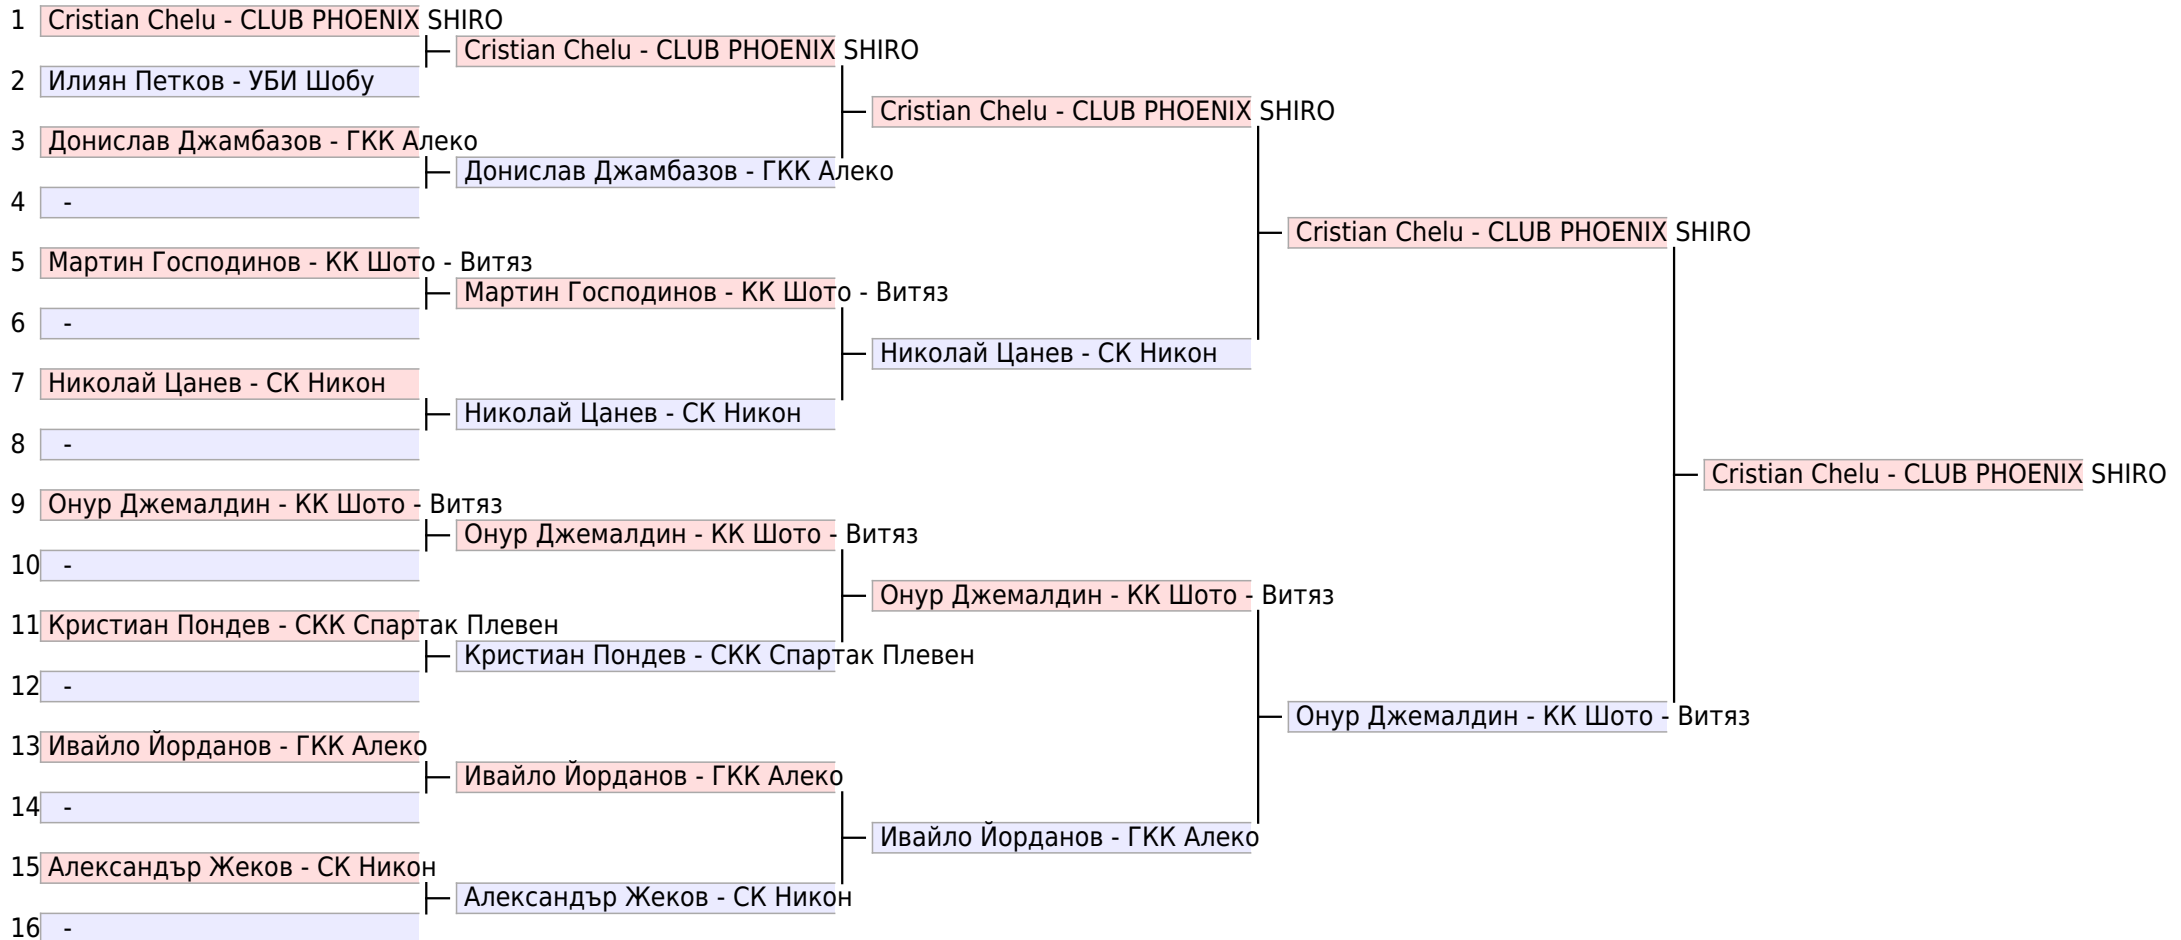 1 Cristian Chelu - CLUB PHOENIX SHIRO
Cristian Chelu - CLUB PHOENIX SHIRO
2 Илиян Петков - УБИ Шобу
Cristian Chelu - CLUB PHOENIX SHIRO
3 Донислав Джамбазов - ГКК Алеко
Донислав Джамбазов - ГКК Алеко
4 -
Cristian Chelu - CLUB PHOENIX SHIRO
5 Мартин Господинов - КК Шото - Витяз
Мартин Господинов - КК Шото - Витяз
6 -
Николай Цанев - СК Никон
7 Николай Цанев - СК Никон
Николай Цанев - СК Никон
8 -
Cristian Chelu - CLUB PHOENIX SHIRO
9 Онур Джемалдин - КК Шото - Витяз
Онур Джемалдин - КК Шото - Витяз
10 -
Онур Джемалдин - КК Шото - Витяз
11 Кристиан Пондев - СКК Спартак Плевен
Кристиан Пондев - СКК Спартак Плевен
12 -
Онур Джемалдин - КК Шото - Витяз
13 Ивайло Йорданов - ГКК Алеко
Ивайло Йорданов - ГКК Алеко
14 -
Ивайло Йорданов - ГКК Алеко
15 Александър Жеков - СК Никон
Александър Жеков - СК Никон
16 -